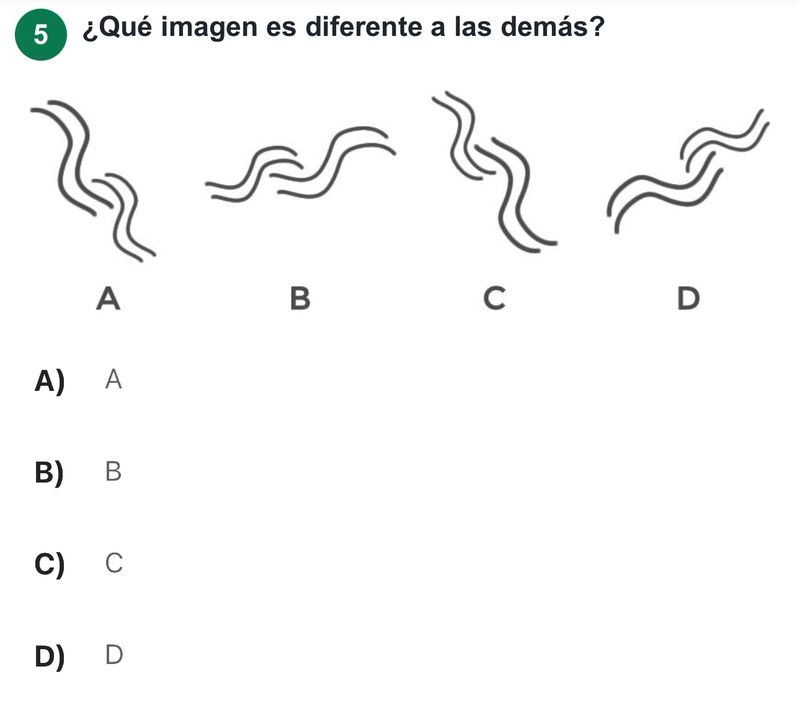 5 ¿Qué imagen es diferente a las demás?
A B C D
A) A
B) B
C) C
D) D